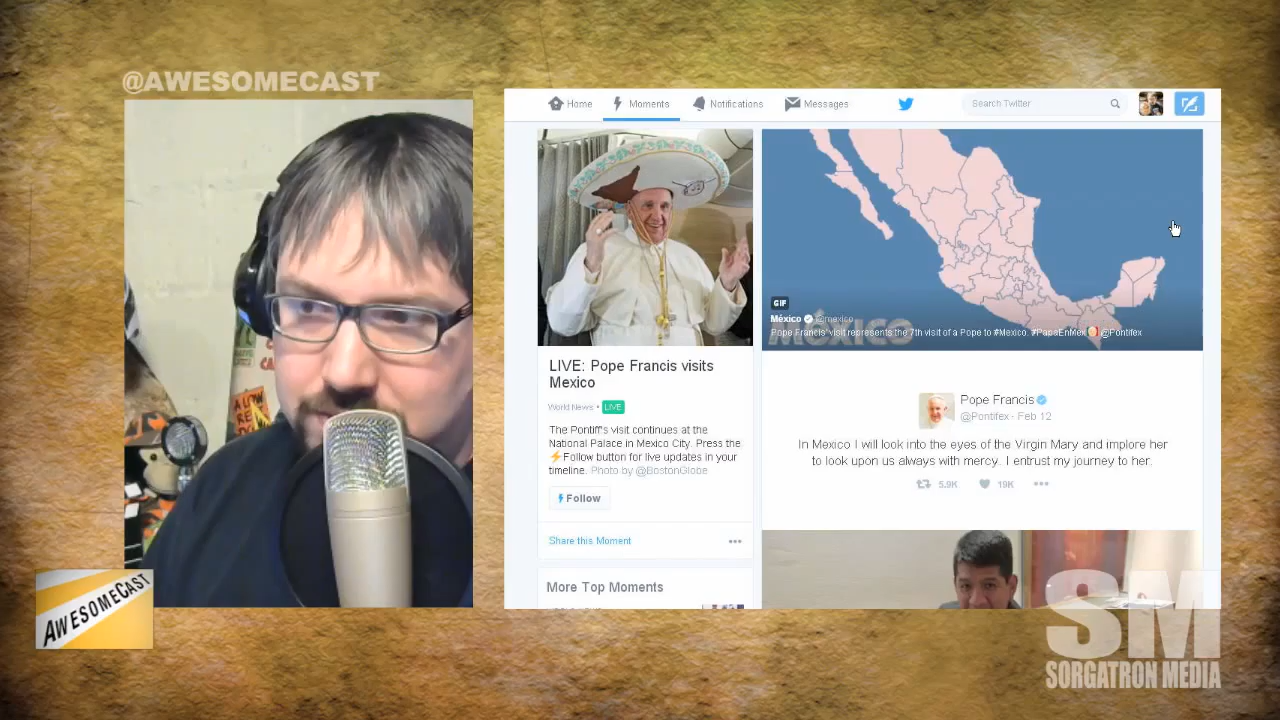 @AWESOMECAST
Home
Moments
Notifications
Messages
Search Twitter
GIF
México @mexico
Pope Francis' visit represents the 7th visit of a Pope to #Mexico. #PapaEnMex @Pontifex
MÉXICO
LIVE: Pope Francis visits
Mexico
World News • LIVE
The Pontiff's visit continues at the
National Palace in Mexico City. Press the
⚡Follow button for live updates in your
timeline. Photo by @BostonGlobe
Follow
Share this Moment
More Top Moments
Pope Francis
@Pontifex - Feb 12
In Mexico I will look into the eyes of the Virgin Mary and implore her
to look upon us always with mercy. I entrust my journey to her.
5.9K 19K
AWESOMECAST
SM
SORGATRON MEDIA